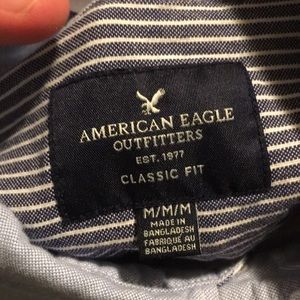 AMERICAN EAGLE
OUTFITTERS
EST. 1977
CLASSIC FIT
M/M/M
MADE IN
BANGLADESH
FABRIQUÉ AU
BANGLADESH